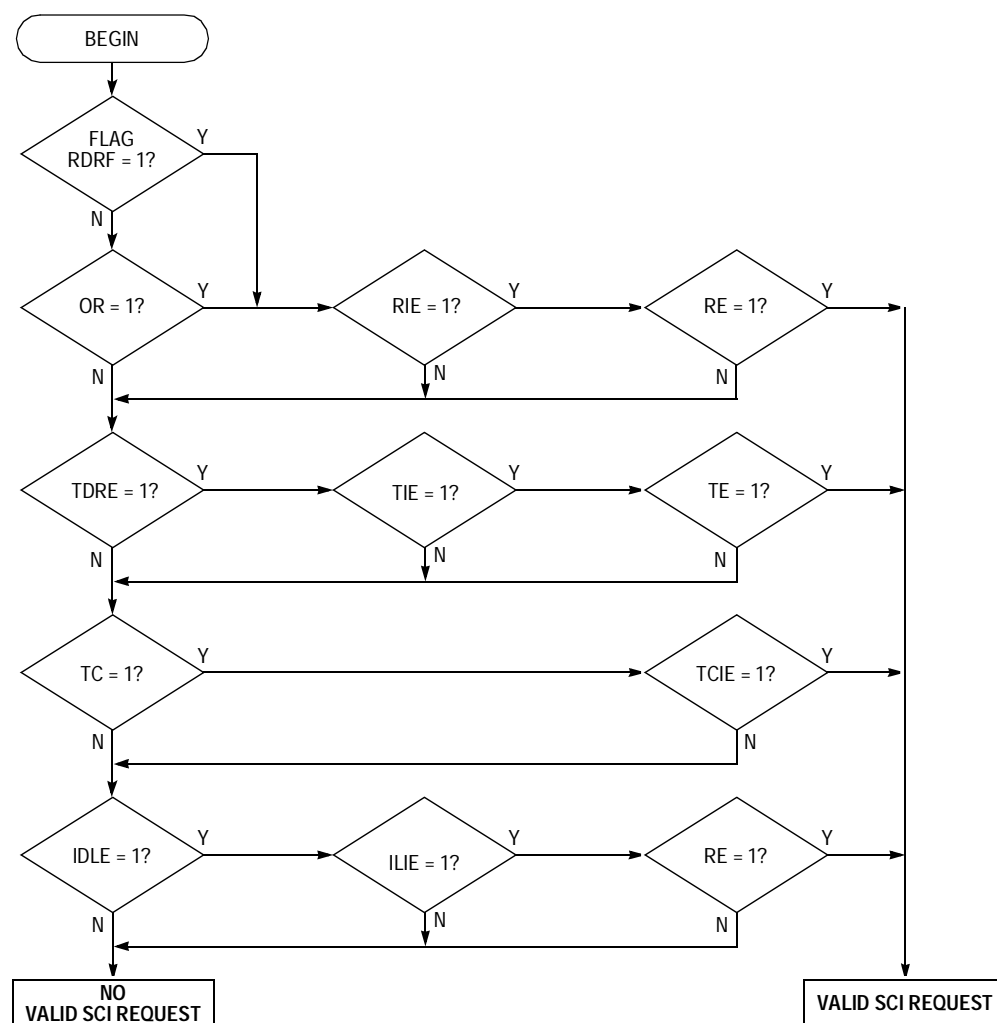 BEGIN
FLAG
RDRF = 1?
Y
N
OR = 1?
Y
RIE = 1?
Y
RE = 1?
Y
N
N
N
TDRE = 1?
Y
TIE = 1?
Y
TE = 1?
Y
N
N
N
TC = 1?
Y
TCIE = 1?
Y
N
N
IDLE = 1?
Y
ILIE = 1?
Y
RE = 1?
Y
N
N
N
NO
VALID SCI REQUEST
VALID SCI REQUEST